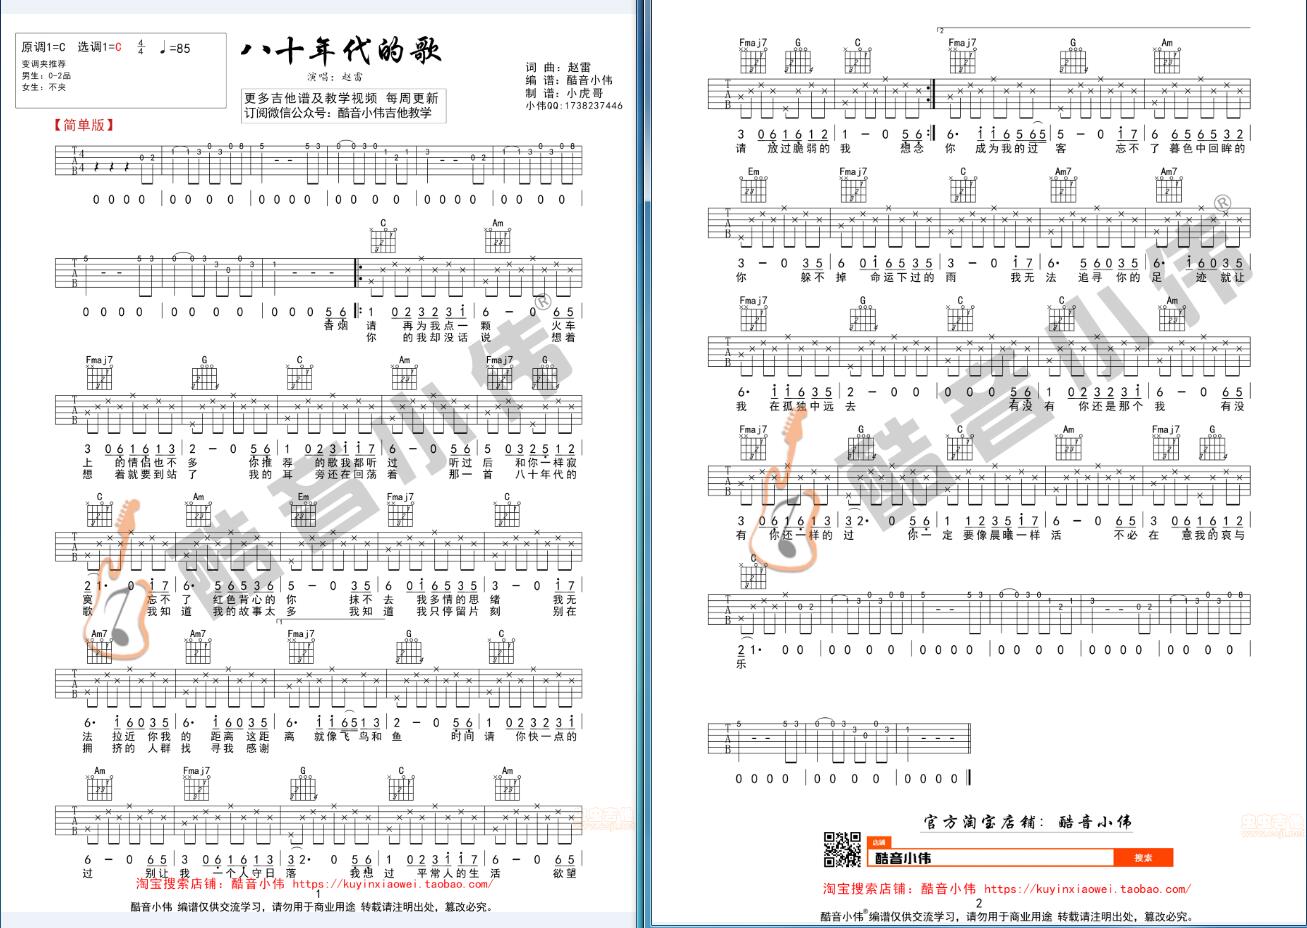 原调1=C 选调1=C 4/4 ♩=85
变调夹推荐
男生：0-2品
女生：不夹
八十年代的歌
演唱：赵雷
更多吉他谱及教学视频 每周更新
订阅微信公众号：酷音小伟吉他教学
词 曲：赵雷
编 谱：酷音小伟
制 谱：小虎哥
小伟QQ:1738237446
【简单版】
T A B 4 4
0 0 0 0 0 0 0 0 0 0 0 0 0 0 0 0 0 0 0 0
C Am
0 0 0 0 0 0 0 0 0 0 0 5 6 1 0 2 3 2 3 i 6 - 0 6 5
香烟 请 再为我点一 颗 火车
你 的我却没话 说 想着
Fmaj7 G C Am Fmaj7 G
3 0 6 1 6 1 3 2 - 0 5 6 1 0 2 3 i i 7 6 - 0 5 3 0 3 2 5 1 2
上 的情侣也不 多 你推 荐 的歌我都听 过 听过 后 和你一样寂
想 着就要到站 了 我的 耳 旁还在回荡 着 那一 首 八十年代的
C Am Em Fmaj7 C
2 1· 0 i 7 6· 5 6 5 3 6 5 - 0 3 5 6· i 6 5 3 5 3 - 0 i 7
寞 忘不 了 红色背心的 你 抹不 去 我多情的思 绪 我无
歌 我知 道 我的故事太 多 我知 道 我只停留片 刻 别在
Am7 Am7 Fmaj7 G C
6· i 6 0 3 5 6· i 6 0 3 5 6· i i 6 5 1 3 2 - 0 5 6 1 0 2 3 2 3 i
法 拉近 你我 的 距离 这距 离 就像飞 鸟和 鱼 时间 请 你快一点的
拥 挤的 人群 找 寻我 感谢
Am Fmaj7 G C Am
6 - 0 6 5 3 0 6 1 6 1 3 3 2· 0 5 6 1 0 2 3 5 i 7 6 - 0 6 5
过 别让 我 一个人守日 落 我想 过 平常人的生 活 欲望
淘宝搜索店铺：酷音小伟 https://kuyinxiaowei.taobao.com/
1
酷音小伟 编谱仅供交流学习，请勿用于商业用途 转载请注明出处，篡改必究。
Fmaj7 G C Fmaj7 G Am
3 0 6 1 6 1 2 1 - 0 5 6 6· i i 6 5 6 5 5 - 0 i 7 6 6 5 6 5 3 2
请 放过脆弱的 我 想念 你 成为我的过 客 忘不 了 暮色中回眸的
Em Fmaj7 C Am7 Am7
3 - 0 3 5 6· 0 i 6 5 3 5 3 - 0 i 7 6· i 6 0 3 5 6· i 6 0 3 5
你 躲不 掉 命运下过的 雨 我无 法 追寻 你的 足 迹 就让
Fmaj7 G C C Am
6· i i 6 3 5 2 - 0 0 0 0 0 5 6 1 0 2 3 2 3 i 6 - 0 6 5
我 在孤独中远 去 有没 有 你还是那个 我 有没
Fmaj7 G C Am Fmaj7 G
3 0 6 1 6 1 3 3 2· 0 5 6 1 1 2 3 5 i 7 6 - 0 6 5 3 0 6 1 6 1 2
有 你还一样的 过 你一 定 要像晨曦一样 活 不必 在 意我的哀与
C
2 1· 0 0 0 0 0 0 0 0 0 0 0 0 0 0 0 0 0 0
乐
0 0 0 0 0 0 0 0 0 0 0 0
官方淘宝店铺：酷音小伟
店铺
酷音小伟 搜索
淘宝搜索店铺：酷音小伟 https://kuyinxiaowei.taobao.com/
2
酷音小伟®编谱仅供交流学习，请勿用于商业用途 转载请注明出处，篡改必究。
酷音小伟®
酷音小伟®